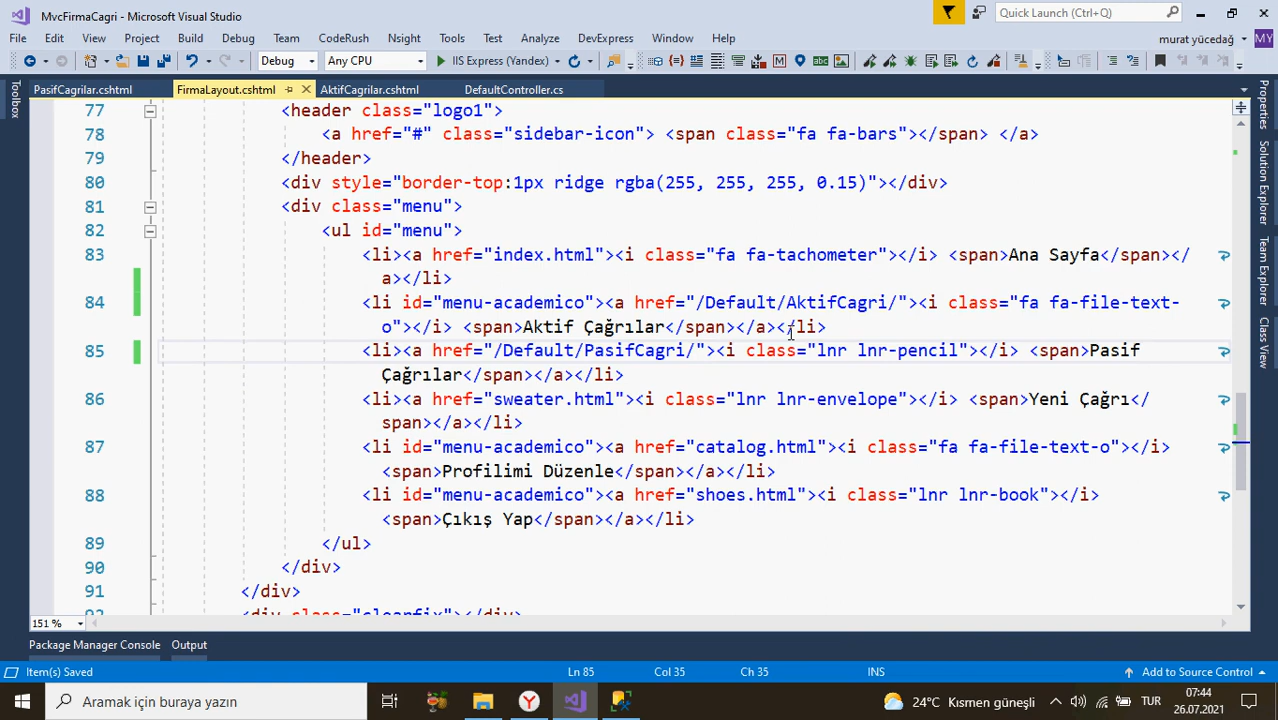 MvcFirmaCagri - Microsoft Visual Studio
Quick Launch (Ctrl+Q)
File Edit View Project Build Debug Team CodeRush Nsight Tools Test Analyze DevExpress Window Help
murat yücedağ MY
Debug Any CPU IIS Express (Yandex)
PasifCagrilar.cshtml FirmaLayout.cshtml AktifCagrilar.cshtml DefaultController.cs
Toolbox
Properties
Solution Explorer
Team Explorer
77 <header class="logo1">
78 <a href="#" class="sidebar-icon"> <span class="fa fa-bars"></span> </a>
79 </header>
80 <div style="border-top:1px ridge rgba(255, 255, 255, 0.15)"></div>
81 <div class="menu">
82 <ul id="menu">
83 <li><a href="index.html"><i class="fa fa-tachometer"></i> <span>Ana Sayfa</span></
a></li>
84 <li id="menu-academico"><a href="/Default/AktifCagri/"><i class="fa fa-file-text-
o"></i> <span>Aktif Çağrılar</span></a></li>
85 <li><a href="/Default/PasifCagri/"><i class="lnr lnr-pencil"></i> <span>Pasif
Çağrılar</span></a></li>
86 <li><a href="sweater.html"><i class="lnr lnr-envelope"></i> <span>Yeni Çağrı</
span></a></li>
87 <li id="menu-academico"><a href="catalog.html"><i class="fa fa-file-text-o"></i>
<span>Profilimi Düzenle</span></a></li>
88 <li id="menu-academico"><a href="shoes.html"><i class="lnr lnr-book"></i>
<span>Çıkış Yap</span></a></li>
89 </ul>
90 </div>
91 </div>
92 <div class="clearfix"></div>
151 %
Package Manager Console Output
Item(s) Saved Ln 85 Col 35 Ch 35 INS Add to Source Control
Aramak için buraya yazın
24°C Kısmen güneşli TUR 07:44
26.07.2021